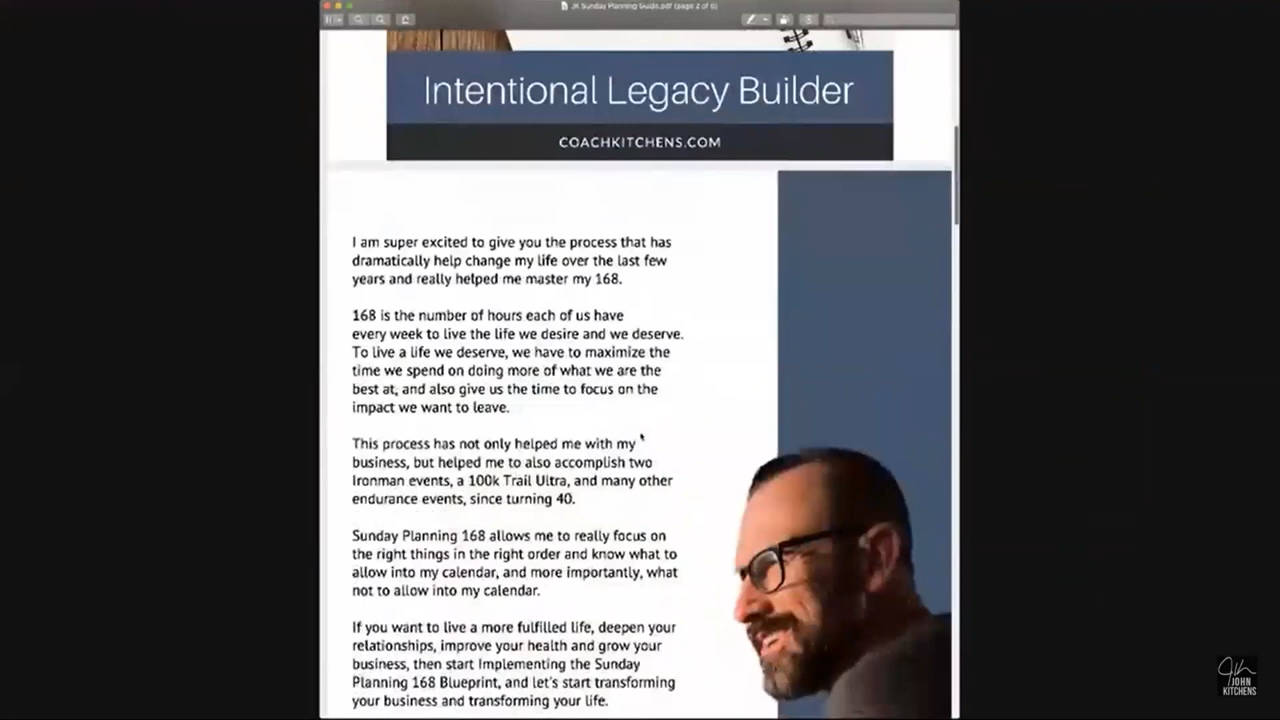 JK Sunday Planning Guide.pdf (page 2 of 6)
Intentional Legacy Builder
COACHKITCHENS.COM
I am super excited to give you the process that has
dramatically help change my life over the last few
years and really helped me master my 168.
168 is the number of hours each of us have
every week to live the life we desire and we deserve.
To live a life we deserve, we have to maximize the
time we spend on doing more of what we are the
best at, and also give us the time to focus on the
impact we want to leave.
This process has not only helped me with my
business, but helped me to also accomplish two
Ironman events, a 100k Trail Ultra, and many other
endurance events, since turning 40.
Sunday Planning 168 allows me to really focus on
the right things in the right order and know what to
allow into my calendar, and more importantly, what
not to allow into my calendar.
If you want to live a more fulfilled life, deepen your
relationships, improve your health and grow your
business, then start Implementing the Sunday
Planning 168 Blueprint, and let's start transforming
your business and transforming your life.
JOHN
KITCHENS